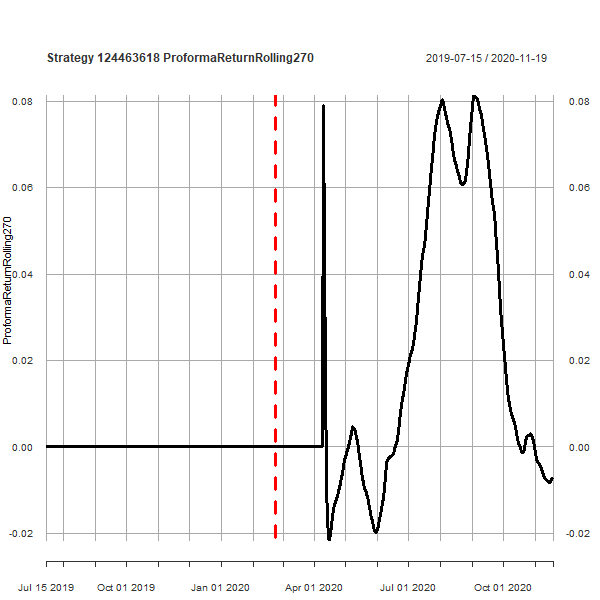 Strategy 124463618 ProformaReturnRolling270
2019-07-15 / 2020-11-19
0.08
0.08
0.06
0.06
0.04
0.04
0.02
0.02
0.00
0.00
-0.02
-0.02
ProformaReturnRolling270
Jul 15 2019
Oct 01 2019
Jan 01 2020
Apr 01 2020
Jul 01 2020
Oct 01 2020